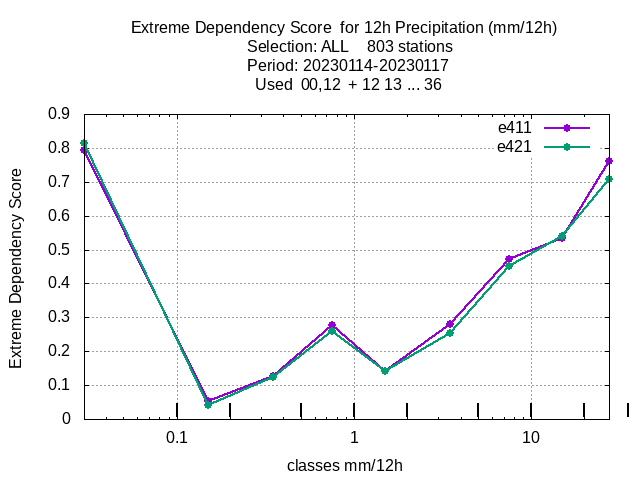 Extreme Dependency Score  for 12h Precipitation (mm/12h)
Selection: ALL    803 stations
Period: 20230114-20230117
Used  00,12  + 12 13 ... 36
e411
e421
0.9
0.8
0.7
0.6
0.5
0.4
0.3
0.2
0.1
0
Extreme Dependency Score
0.1
1
10
classes mm/12h